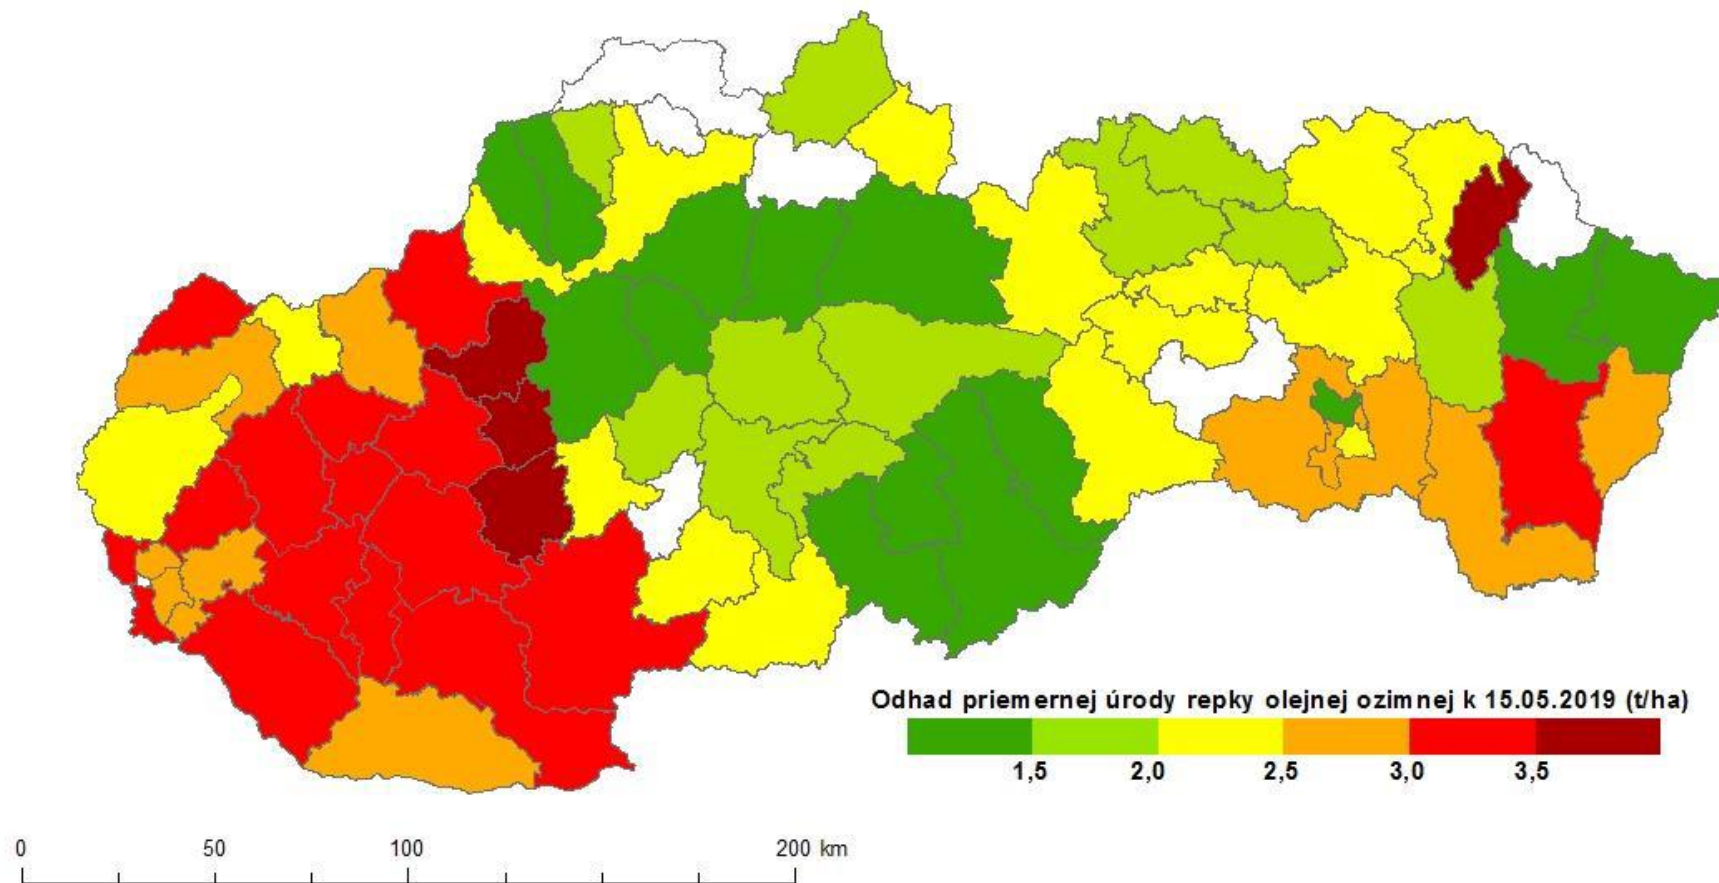 Odhad priemernej úrody repky olejnej ozimnej k 15.05.2019 (t/ha)
1,5 2,0 2,5 3,0 3,5
0 50 100 200 km